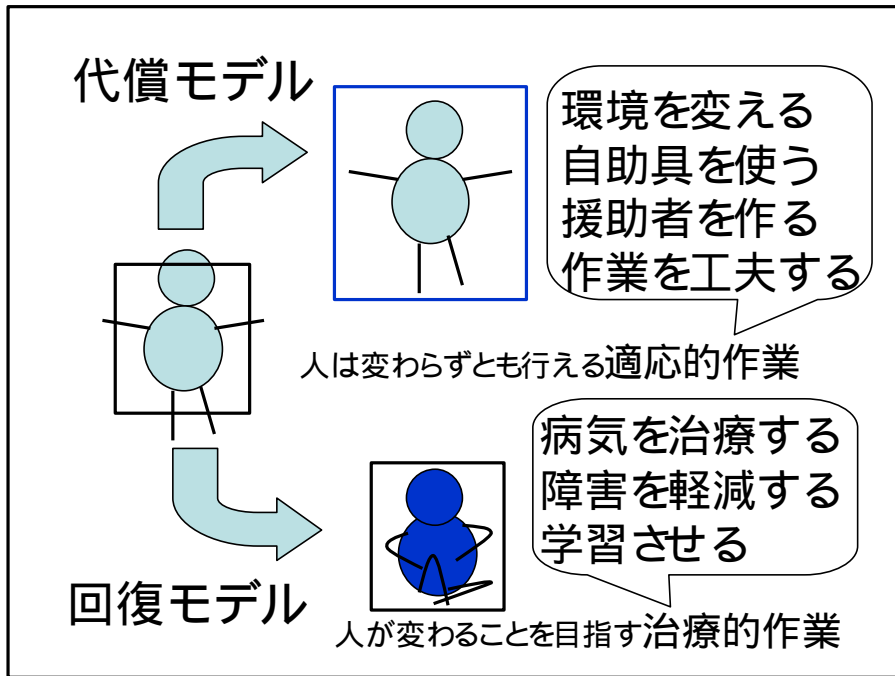 代償モデル
環境を変える
自助具を使う
援助者を作る
作業を工夫する
人は変わらずとも行える適応的作業
病気を治療する
障害を軽減する
学習させる
回復モデル
人が変わることを目指す治療的作業